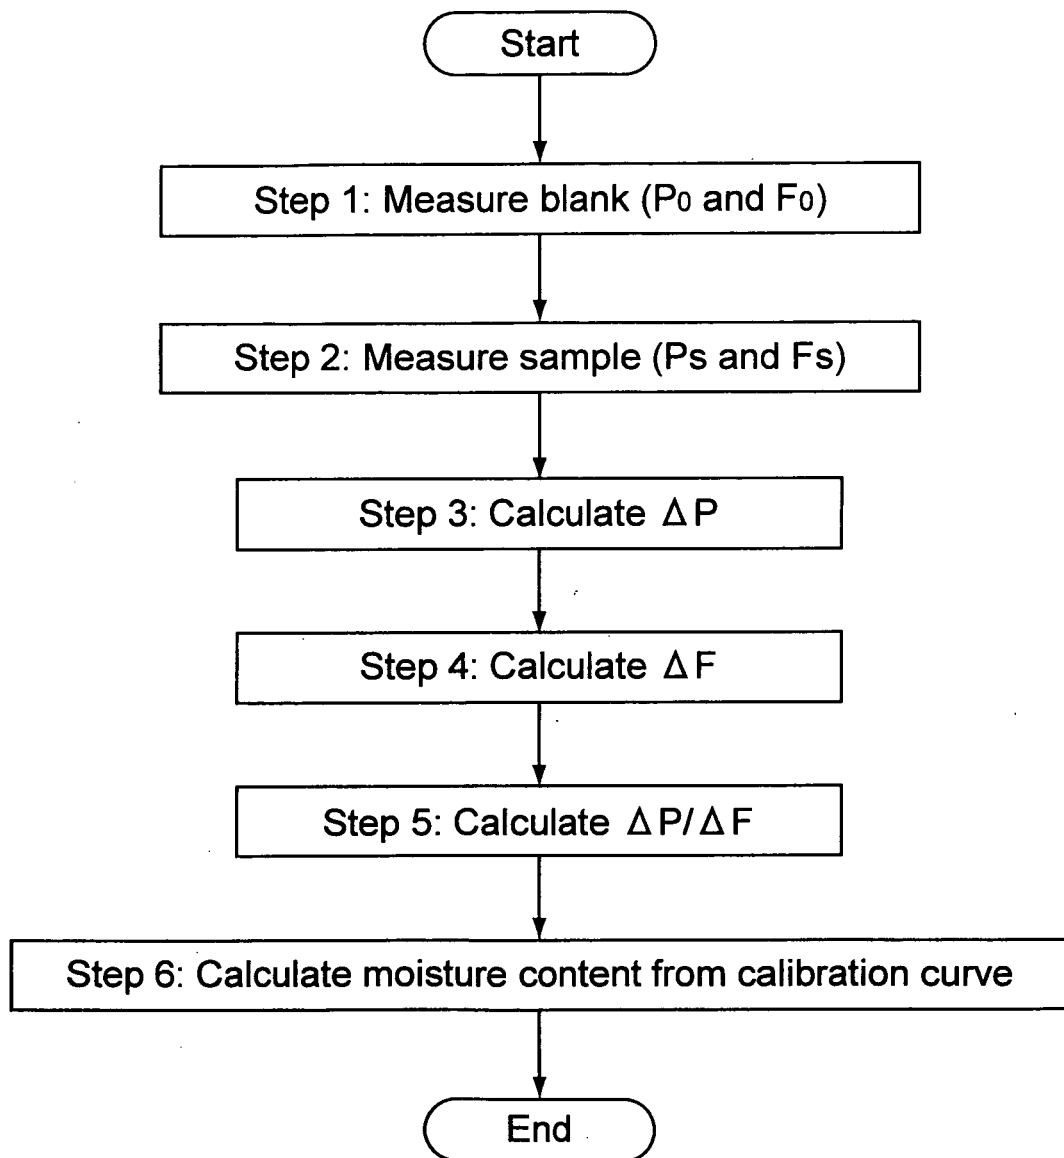 Start
Step 1: Measure blank (P0 and F0)
Step 2: Measure sample (Ps and Fs)
Step 3: Calculate ΔP
Step 4: Calculate ΔF
Step 5: Calculate ΔP/ΔF
Step 6: Calculate moisture content from calibration curve
End